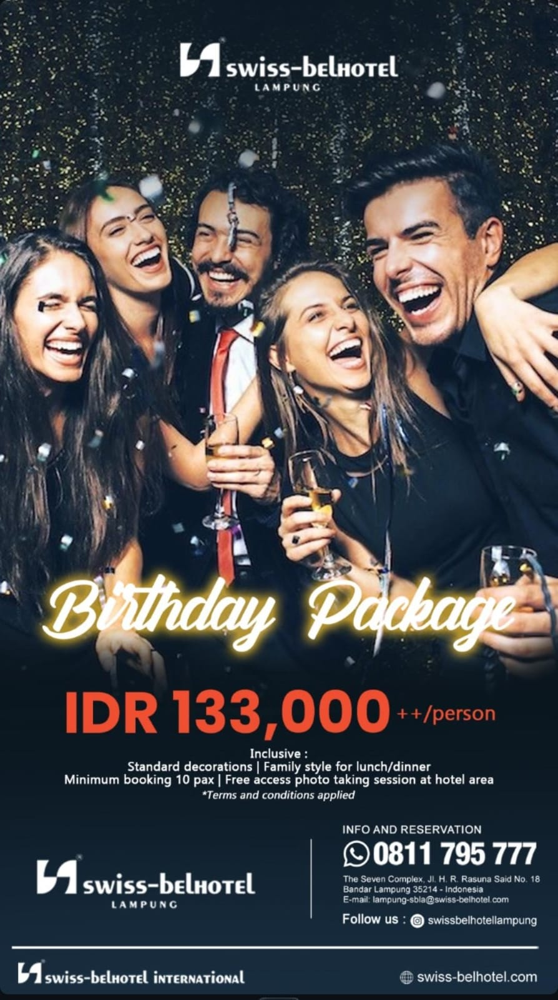 swiss-belHOTEL
LAMPUNG
Birthday Package
IDR 133,000 ++/person
Inclusive :
Standard decorations | Family style for lunch/dinner
Minimum booking 10 pax | Free access photo taking session at hotel area
*Terms and conditions applied
swiss-belHOTEL
LAMPUNG
INFO AND RESERVATION
0811 795 777
The Seven Complex, Jl. H. R. Rasuna Said No. 18
Bandar Lampung 35214 - Indonesia
E-mail: lampung-sbla@swiss-belhotel.com
Follow us : swissbelhotellampung
swiss-belHOTEL INTERNATIONAL
swiss-belhotel.com